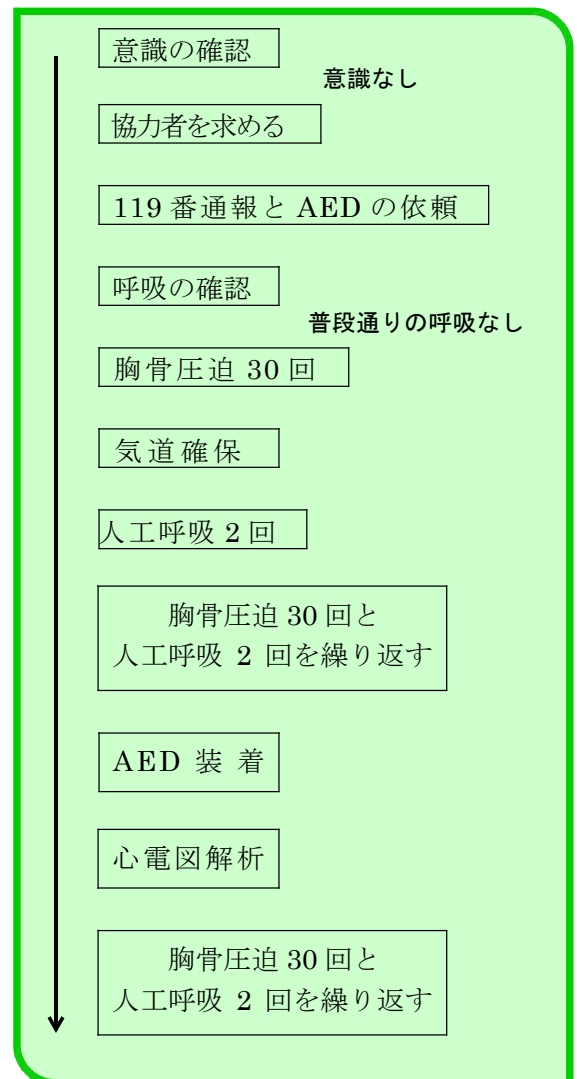 意識の確認
意識なし
協力者を求める
119番通報と AED の依頼
呼吸の確認
普段通りの呼吸なし
胸骨圧迫 30 回
気道確保
人工呼吸 2 回
胸骨圧迫 30 回と
人工呼吸 2 回を繰り返す
AED 装 着
心電図解析
胸骨圧迫 30 回と
人工呼吸 2 回を繰り返す